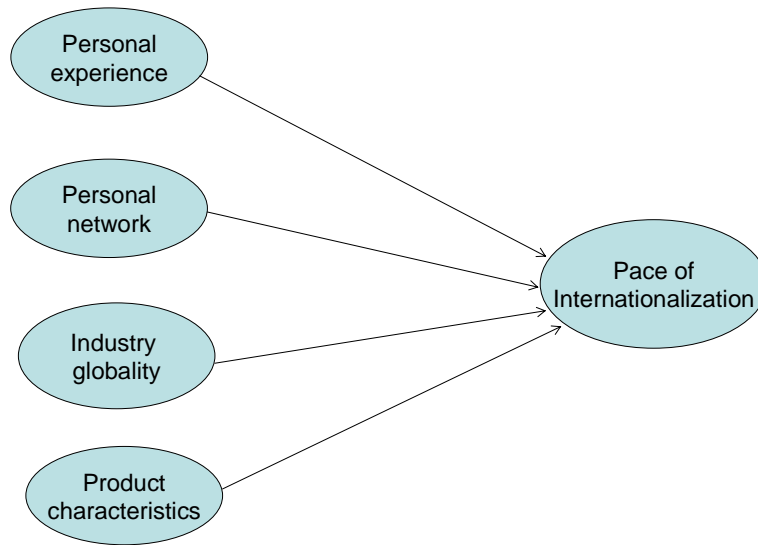 Personal
experience
Personal
network
Industry
globality
Product
characteristics
Pace of
Internationalization